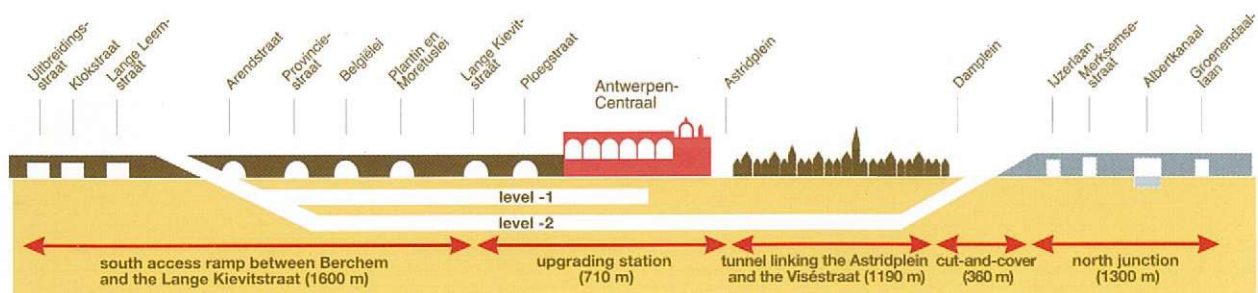 Uitbreidings-
straat
Klokstraat
Lange Leem-
straat
Arendstraat
Provincie-
straat
Belgiëlei
Plantin en
Moretuslei
Lange Kievit-
straat
Ploegstraat
Antwerpen-
Centraal
Astridplein
Damplein
IJzerlaan
Merksemse-
straat
Albertkanaal
Groenendaal-
laan
level -1
level -2
south access ramp between Berchem
and the Lange Kievitstraat (1600 m)
upgrading station
(710 m)
tunnel linking the Astridplein
and the Viséstraat (1190 m)
cut-and-cover
(360 m)
north junction
(1300 m)